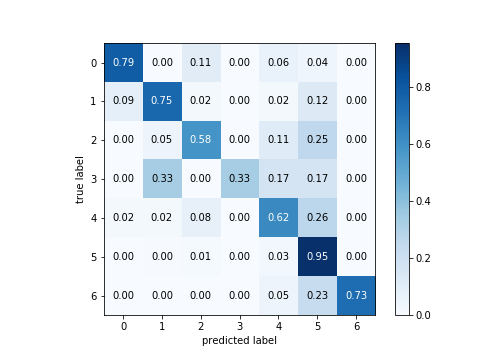 0 0.79 0.00 0.11 0.00 0.06 0.04 0.00
1 0.09 0.75 0.02 0.00 0.02 0.12 0.00
2 0.00 0.05 0.58 0.00 0.11 0.25 0.00
3 0.00 0.33 0.00 0.33 0.17 0.17 0.00
4 0.02 0.02 0.08 0.00 0.62 0.26 0.00
5 0.00 0.00 0.01 0.00 0.03 0.95 0.00
6 0.00 0.00 0.00 0.00 0.05 0.23 0.73
0 1 2 3 4 5 6
predicted label
true label
0.8
0.6
0.4
0.2
0.0